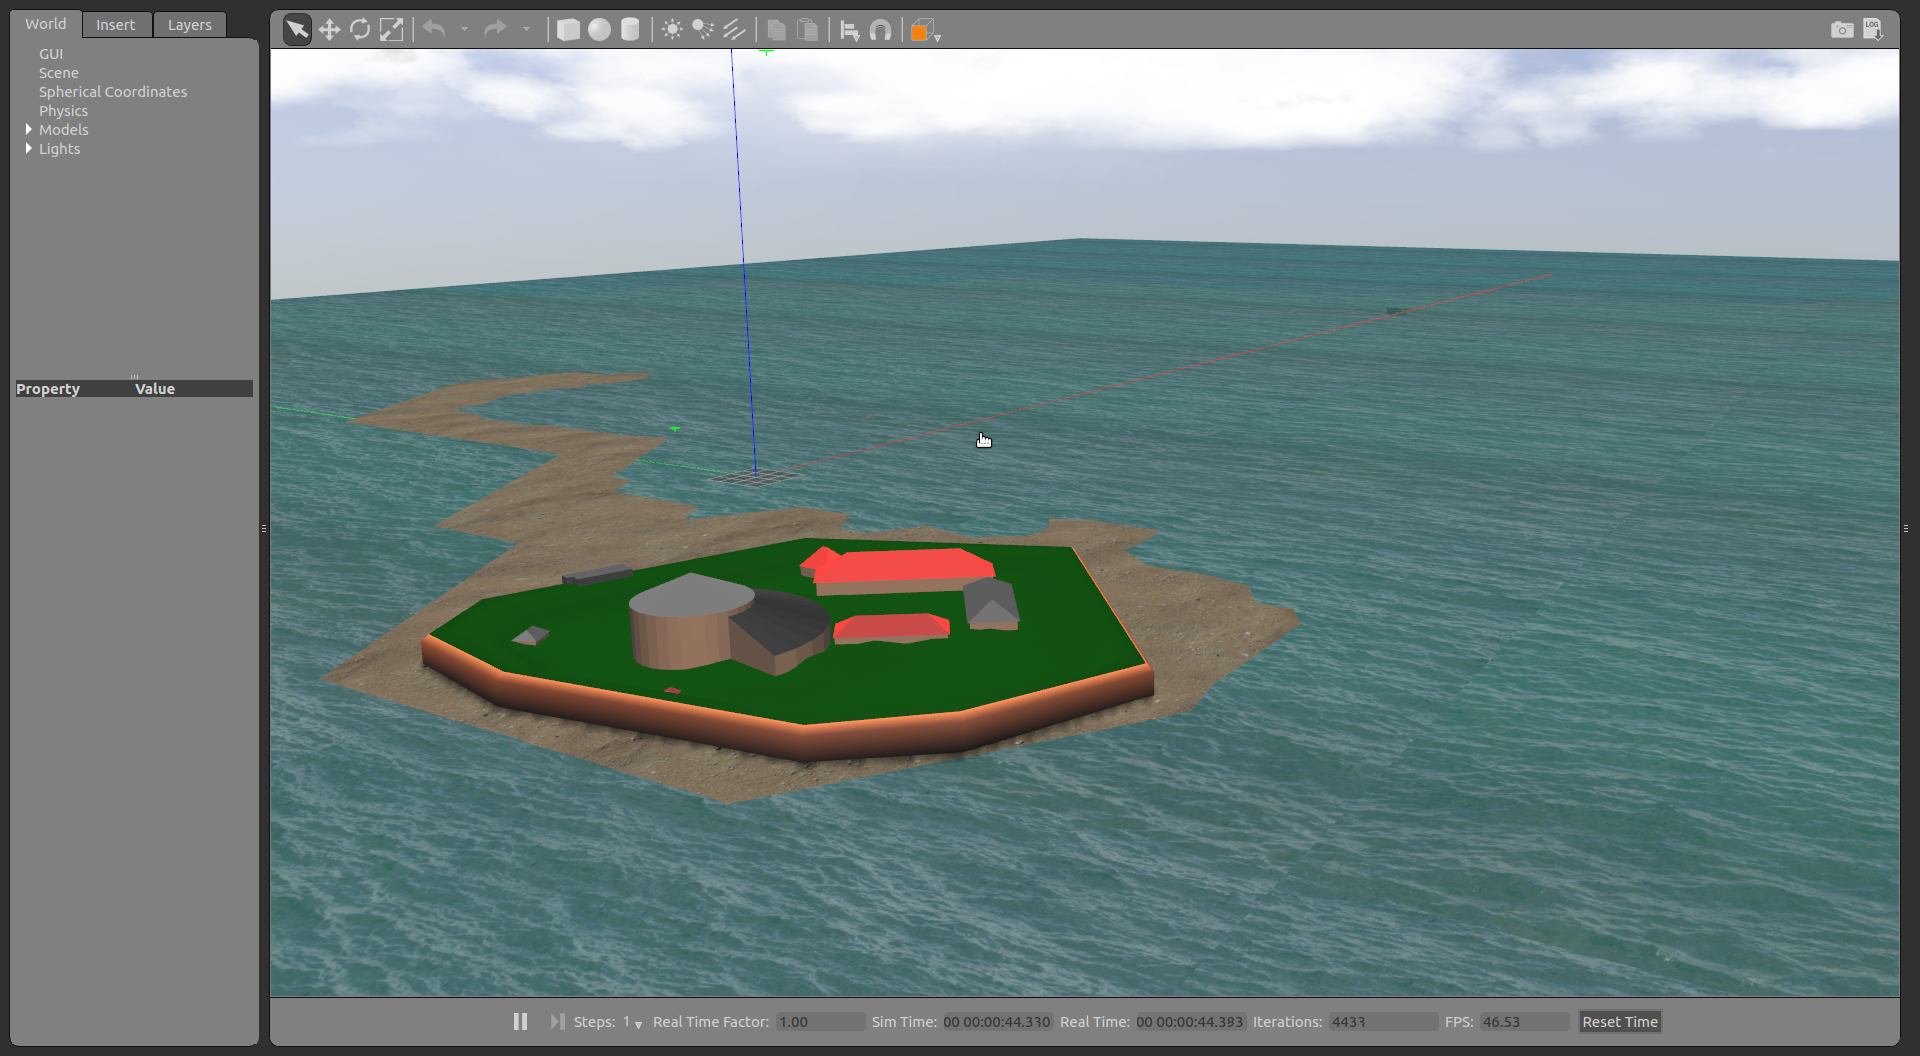 World Insert Layers
GUI
Scene
Spherical Coordinates
Physics
Models
Lights
Property Value
LOG
Steps: 1 Real Time Factor: 1.00 Sim Time: 00 00:00:44.330 Real Time: 00 00:00:44.393 Iterations: 4433 FPS: 46.53 Reset Time